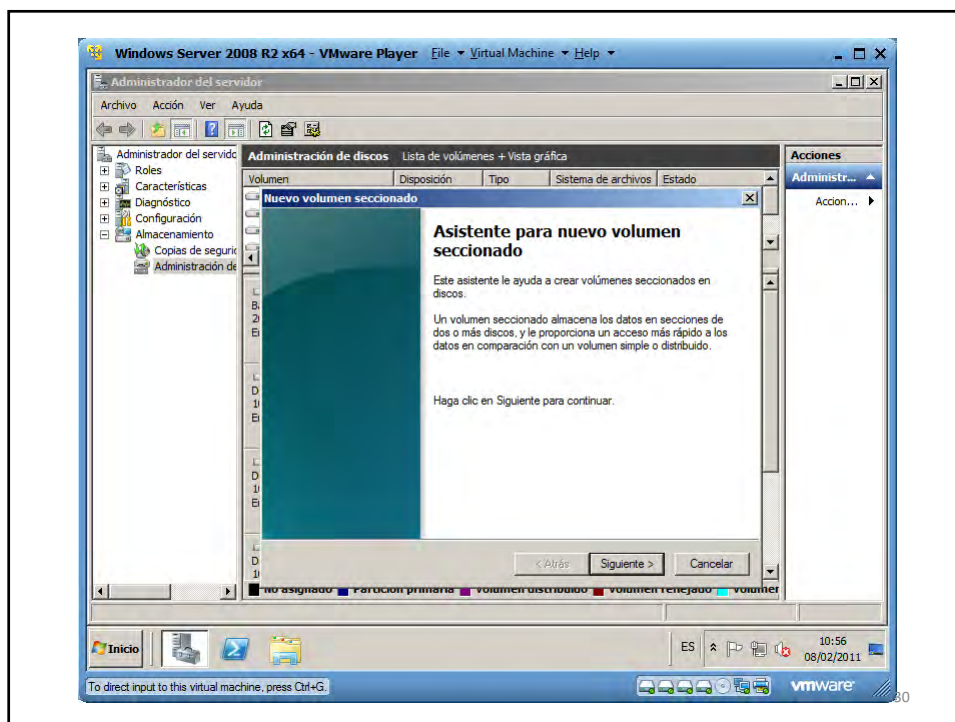 Windows Server 2008 R2 x64 - VMware Player File Virtual Machine Help
Administrador del servidor
Archivo Acción Ver Ayuda
Administrador del servidc
Roles
Características
Diagnóstico
Configuración
Almacenamiento
Copias de seguric
Administración de
Administración de discos Lista de volúmenes + Vista gráfica
Volumen Disposición Tipo Sistema de archivos Estado
Nuevo volumen seccionado
Asistente para nuevo volumen
seccionado
Este asistente le ayuda a crear volúmenes seccionados en
discos.
Un volumen seccionado almacena los datos en secciones de
dos o más discos, y le proporciona un acceso más rápido a los
datos en comparación con un volumen simple o distribuido.
Haga clic en Siguiente para continuar.
< Atrás Siguiente > Cancelar
No asignado Partición primaria Volumen distribuido Volumen reflejado Volumen
Acciones
Administr...
Accion...
Inicio
ES
10:56
08/02/2011
To direct input to this virtual machine, press Ctrl+G.
vmware
30